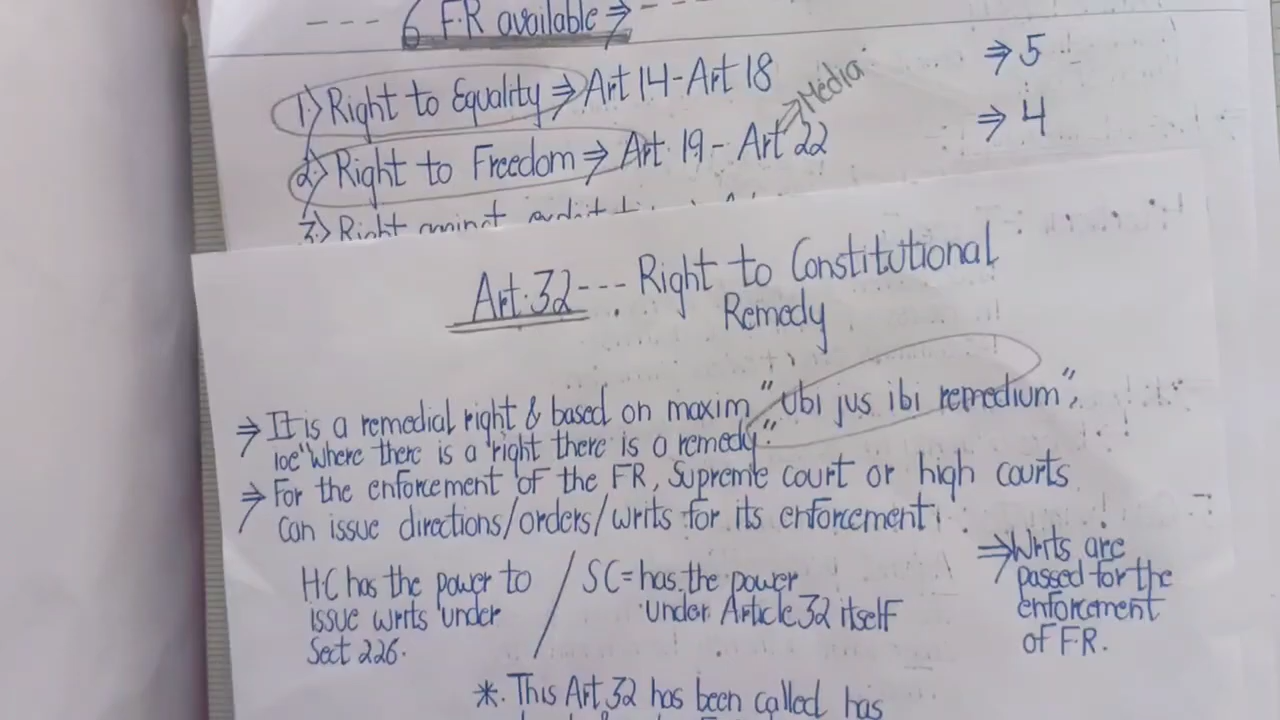 --- 6 F.R available ⇒ ---
1) Right to Equality ⇒ Art 14 - Art 18 ⇒ 5
→ Media
2) Right to Freedom ⇒ Art 19 - Art 22 ⇒ 4
3) Right
Art. 32 --- Right to Constitutional
Remedy
⇒ It is a remedial right & based on maxim "Ubi jus ibi remedium",
"where there is a right there is a remedy."
⇒ For the enforcement of the FR, Supreme court or high courts
can issue directions/orders/writs for its enforcement.
HC has the power to
issue writs under
Sect 226.
/
SC = has the power
under Article 32 itself
⇒ Writs are
passed for the
enforcement
of F.R.
*. This Art 32 has been called has